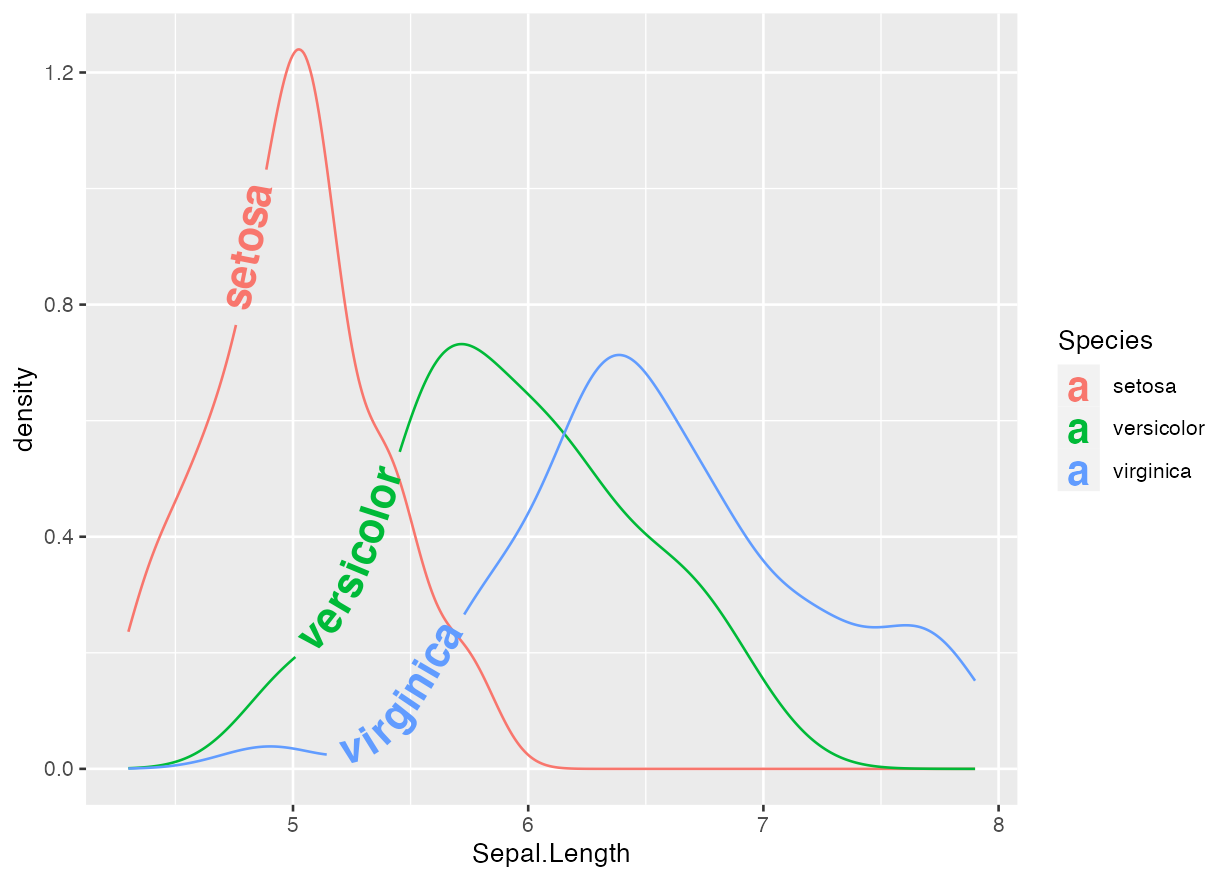 1.2
0.8
0.4
0.0
density
setosa
versicolor
virginica
5
6
7
8
Sepal.Length
Species
a setosa
a versicolor
a virginica